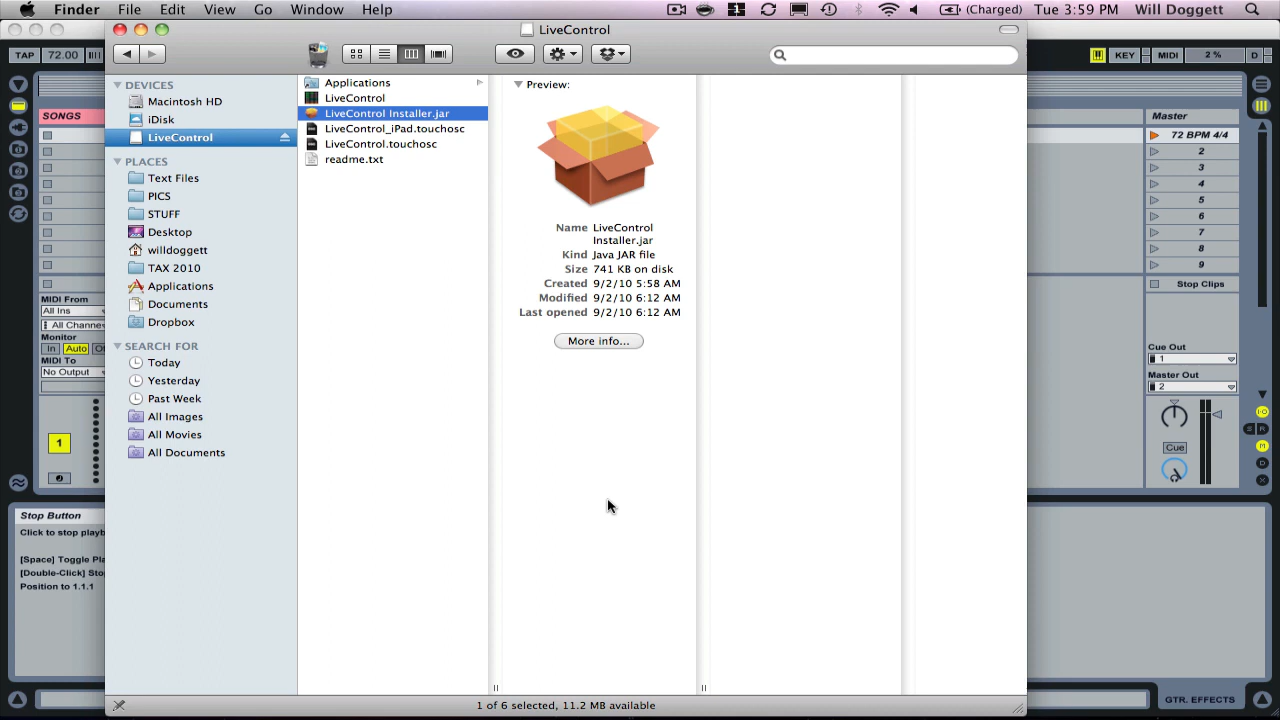 Finder File Edit View Go Window Help (Charged) Tue 3:59 PM Will Doggett
LiveControl
TAP 72.00
KEY MIDI 2 % D
DEVICES
Macintosh HD
iDisk
LiveControl
PLACES
Text Files
PICS
STUFF
Desktop
willdoggett
TAX 2010
Applications
Documents
Dropbox
SEARCH FOR
Today
Yesterday
Past Week
All Images
All Movies
All Documents
Applications
LiveControl
LiveControl Installer.jar
LiveControl_iPad.touchosc
LiveControl.touchosc
readme.txt
Preview:
Name LiveControl
Installer.jar
Kind Java JAR file
Size 741 KB on disk
Created 9/2/10 5:58 AM
Modified 9/2/10 6:12 AM
Last opened 9/2/10 6:12 AM
More info...
1 of 6 selected, 11.2 MB available
SONGS
MIDI From
All Ins
All Channe
Monitor
In Auto
MIDI To
No Output
1
Stop Button
Click to stop playb
[Space] Toggle Pla
[Double-Click] Sto
Position to 1.1.1
Master
72 BPM 4/4
2
3
4
5
6
7
8
9
Stop Clips
Cue Out
1
Master Out
2
Cue
S R
M
D
X
GTR. EFFECTS